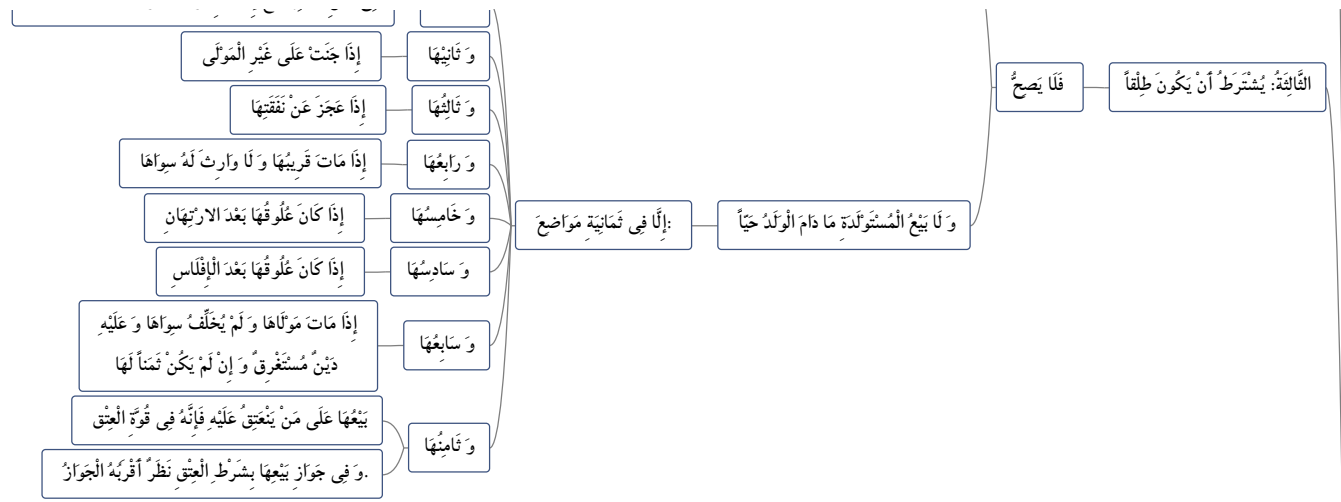 الثَّالِثَةُ: يُشْتَرَطُ أَنْ يَكُونَ طِلْقاً
فَلَا يَصحُّ
وَ لَا بَيْعُ الْمُسْتَوْلَدَةِ مَا دَامَ الْوَلَدُ حَيّاً
إِلَّا فِى ثَمَانِيَةِ مَوَاضِعَ:
وَ ثَانِيْهَا
إِذَا جَنَتْ عَلَى غَيْرِ الْمَوْلَى
وَ ثَالِثُهَا
إِذَا عَجَزَ عَنْ نَفَقَتِهَا
وَ رَابِعُهَا
إِذَا مَاتَ قَرِيبُهَا وَ لَا وَارِثَ لَهُ سِوَاهَا
وَ خَامِسُهَا
إِذَا كَانَ عُلُوقُهَا بَعْدَ الارْتِهَانِ
وَ سَادِسُهَا
إِذَا كَانَ عُلُوقُهَا بَعْدَ الْإِفْلَاسِ
وَ سَابِعُهَا
إِذَا مَاتَ مَوْلَاهَا وَ لَمْ يُخَلِّفْ سِوَاهَا وَ عَلَيْهِ
دَيْنٌ مُسْتَغْرِقٌ وَ إِنْ لَمْ يَكُنْ ثَمَناً لَهَا
وَ ثَامِنُهَا
بَيْعُهَا عَلَى مَنْ يَنْعَتِقُ عَلَيْهِ فَإِنَّهُ فِى قُوَّةِ الْعِتْقِ
وَ فِى جَوَازِ بَيْعِهَا بِشَرْطِ الْعِتْقِ نَظَرٌ أَقْرَبُهُ الْجَوَازُ.